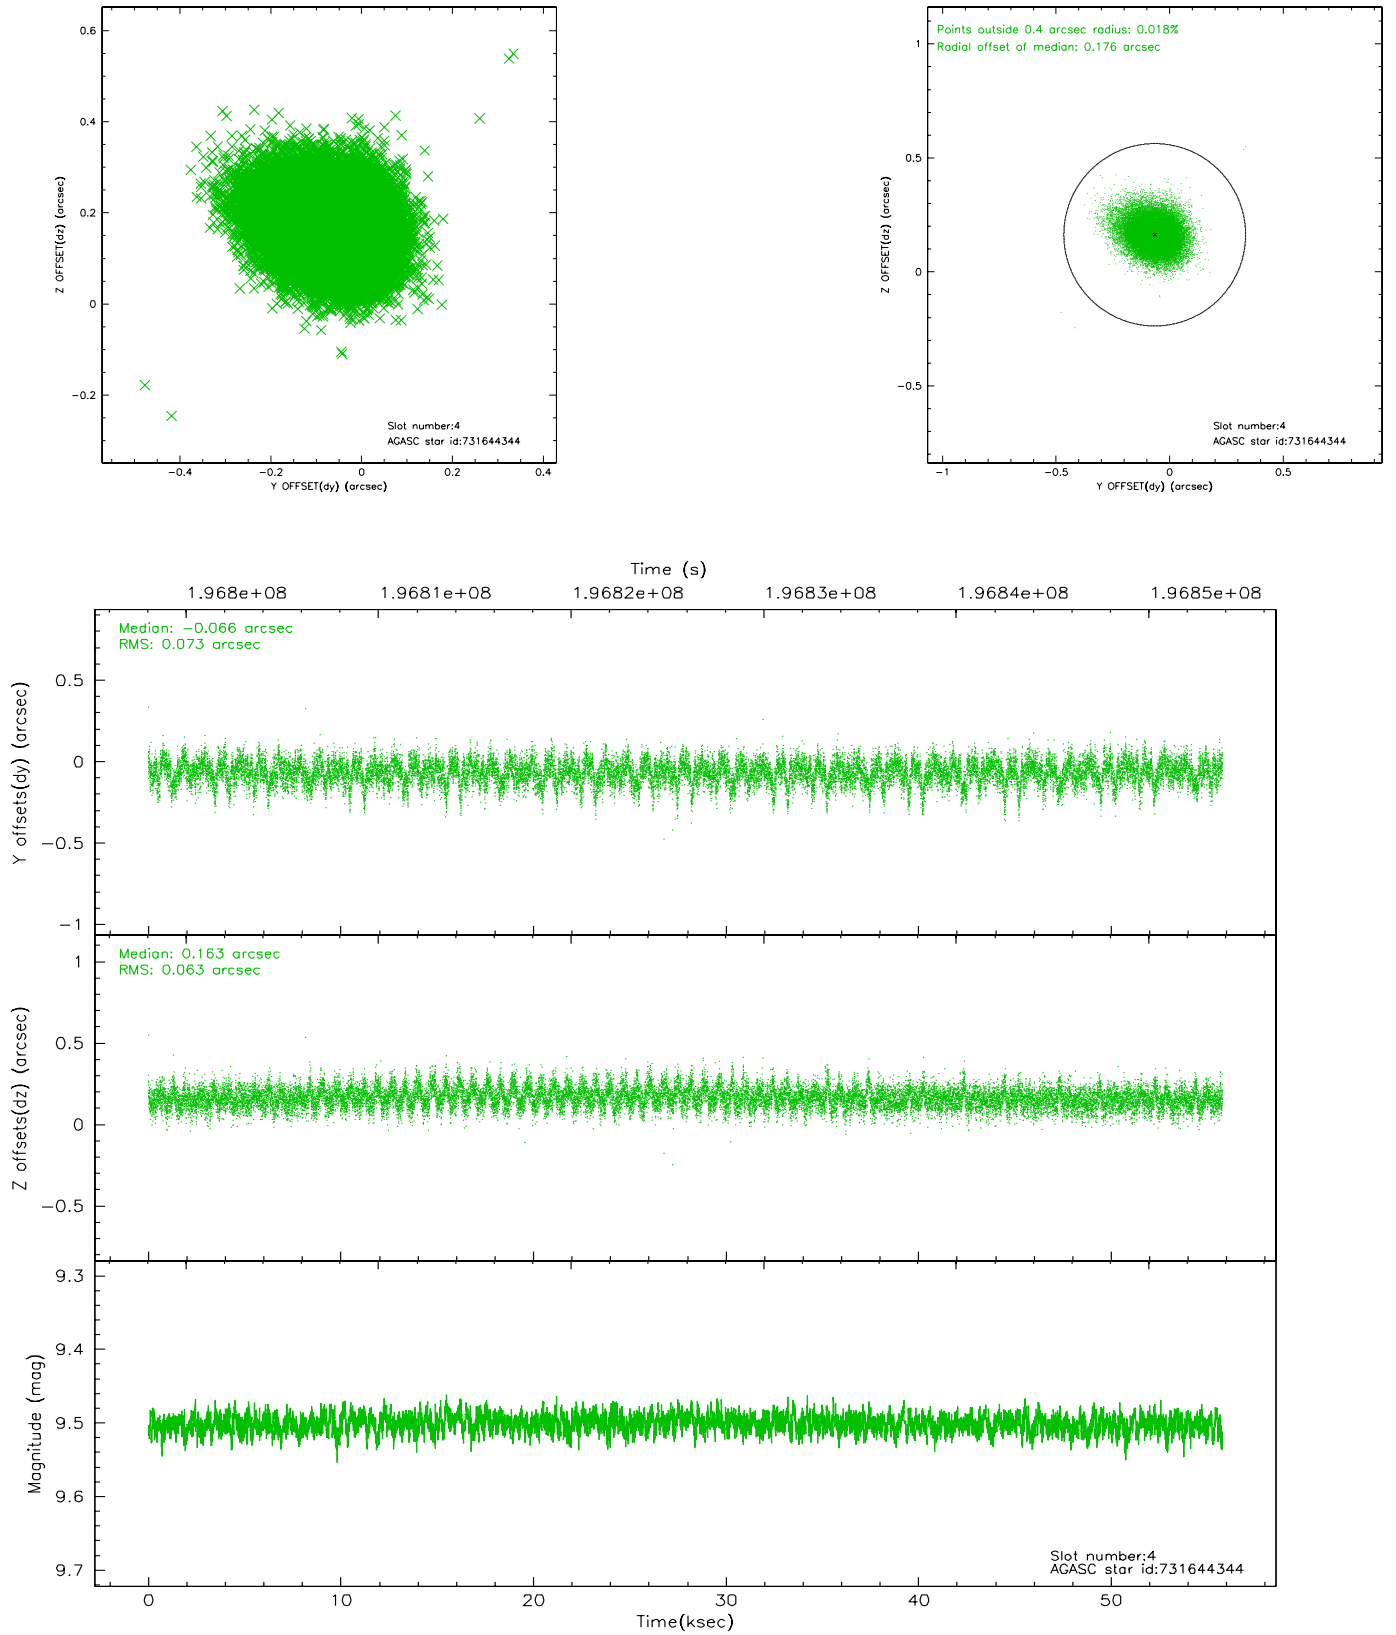 0.6
0.4
0.2
0
−0.2
Z OFFSET(dz) (arcsec)
Slot number:4
AGASC star id:731644344
−0.4 −0.2 0 0.2 0.4
Y OFFSET(dy) (arcsec)
Points outside 0.4 arcsec radius: 0.018%
Radial offset of median: 0.176 arcsec
1
0.5
0
−0.5
Z OFFSET(dz) (arcsec)
Slot number:4
AGASC star id:731644344
−1 −0.5 0 0.5
Y OFFSET(dy) (arcsec)
Time (s)
1.968e+08 1.9681e+08 1.9682e+08 1.9683e+08 1.9684e+08 1.9685e+08
Median: −0.066 arcsec
RMS: 0.073 arcsec
0.5
0
−0.5
−1
Y offsets(dy) (arcsec)
Median: 0.163 arcsec
RMS: 0.063 arcsec
1
0.5
0
−0.5
Z offsets(dz) (arcsec)
9.3
9.4
9.5
9.6
9.7
Magnitude (mag)
Slot number:4
AGASC star id:731644344
0 10 20 30 40 50
Time(ksec)